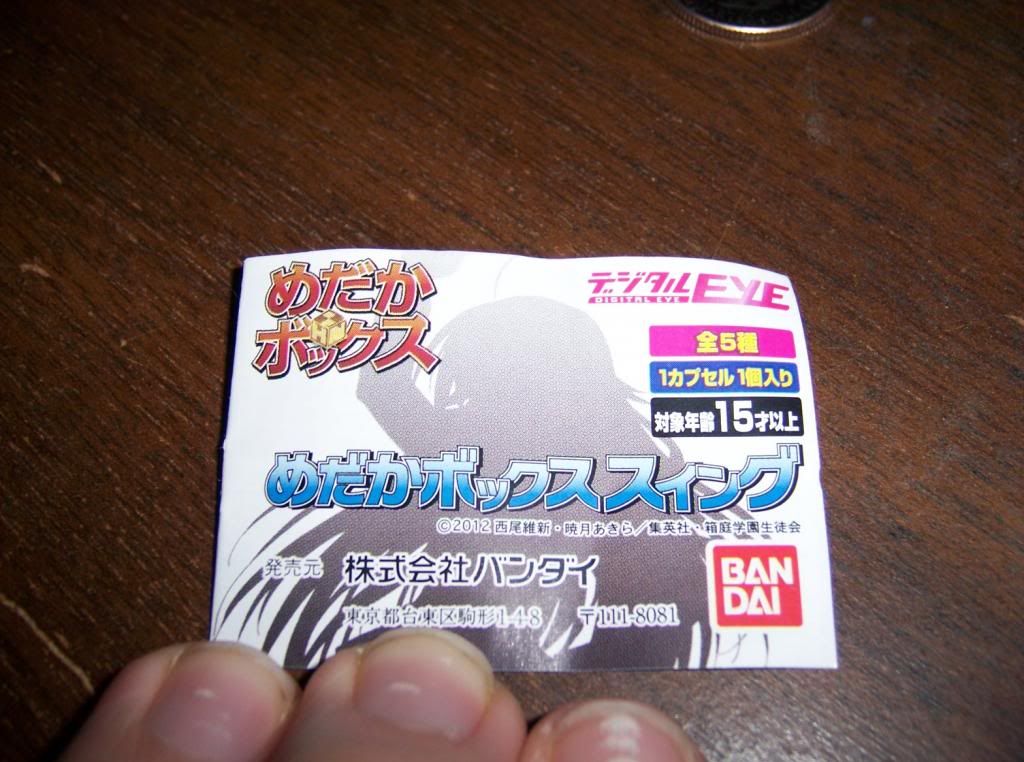 めだか
ボックス
デジタルEYE
DIGITAL EYE
全5種
1カプセル1個入り
対象年齢15才以上
めだかボックス スイング
©2012 西尾維新・暁月あきら／集英社・箱庭学園生徒会
発売元 株式会社バンダイ
東京都台東区駒形1-4-8 〒111-8081
BAN
DAI